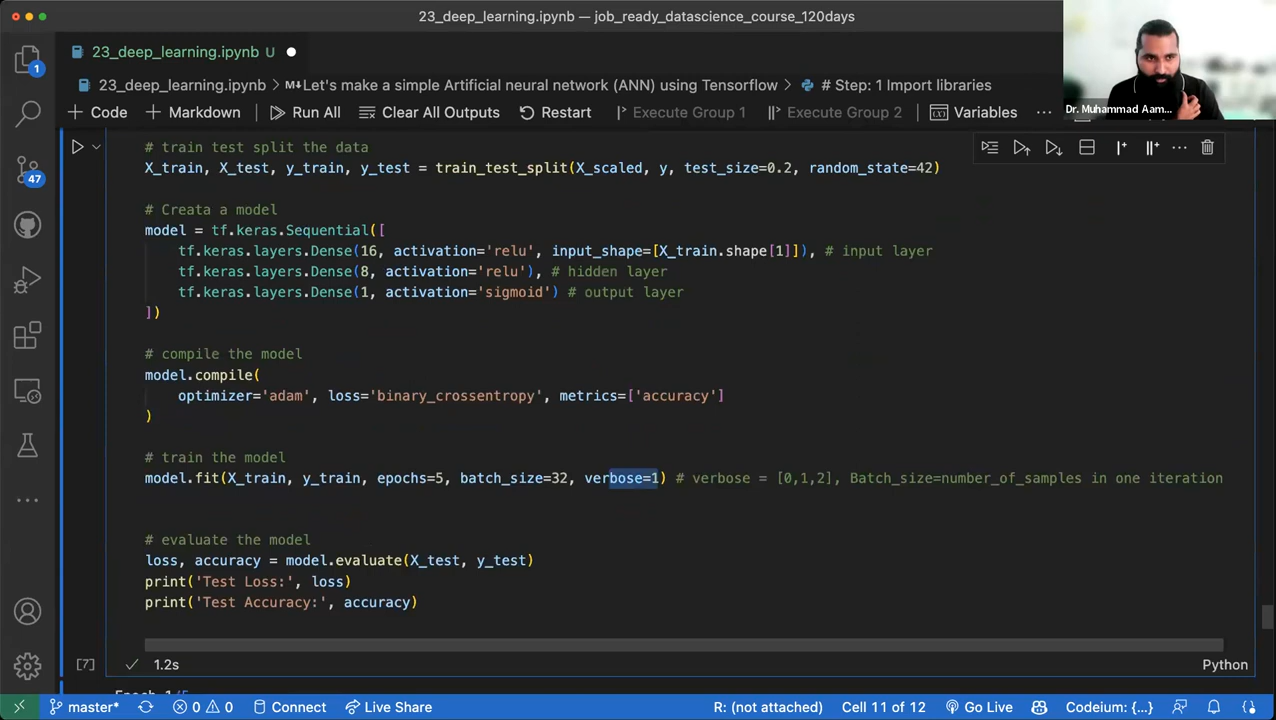 23_deep_learning.ipynb — job_ready_datascience_course_120days
23_deep_learning.ipynb U
23_deep_learning.ipynb > Let's make a simple Artificial neural network (ANN) using Tensorflow > # Step: 1 Import libraries
+ Code + Markdown Run All Clear All Outputs Restart Execute Group 1 Execute Group 2 Variables ...
Dr. Muhammad Aam...
1
47
# train test split the data
X_train, X_test, y_train, y_test = train_test_split(X_scaled, y, test_size=0.2, random_state=42)
# Creata a model
model = tf.keras.Sequential([
tf.keras.layers.Dense(16, activation='relu', input_shape=[X_train.shape[1]]), # input layer
tf.keras.layers.Dense(8, activation='relu'), # hidden layer
tf.keras.layers.Dense(1, activation='sigmoid') # output layer
])
# compile the model
model.compile(
optimizer='adam', loss='binary_crossentropy', metrics=['accuracy']
)
# train the model
model.fit(X_train, y_train, epochs=5, batch_size=32, verbose=1) # verbose = [0,1,2], Batch_size=number_of_samples in one iteration
# evaluate the model
loss, accuracy = model.evaluate(X_test, y_test)
print('Test Loss:', loss)
print('Test Accuracy:', accuracy)
[7] 1.2s Python
Epoch 1/5
master* 0 0 Connect Live Share R: (not attached) Cell 11 of 12 Go Live Codeium: {...}